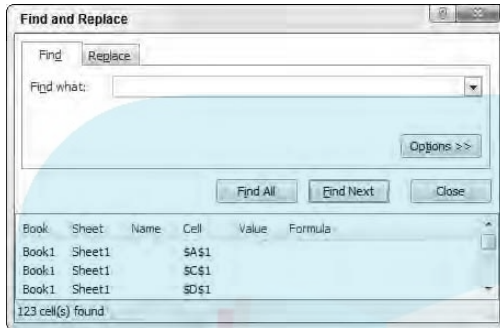 Find and Replace
Find Replace
Find what:
Options >>
Find All Find Next Close
Book Sheet Name Cell Value Formula
Book1 Sheet1 $A$1
Book1 Sheet1 $C$1
Book1 Sheet1 $D$1
123 cell(s) found